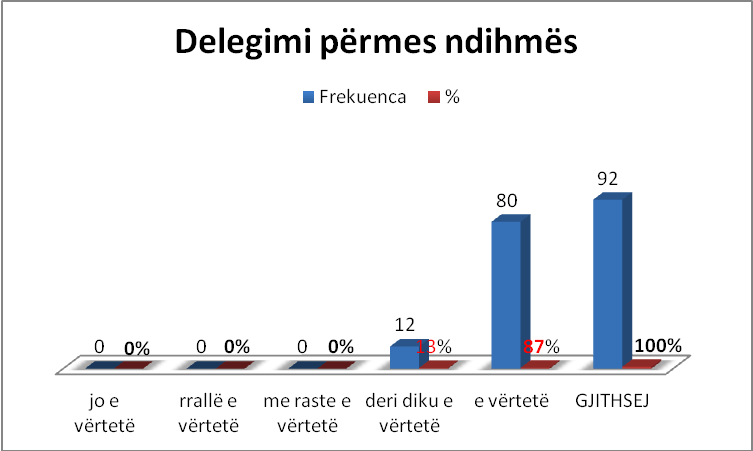 Delegimi përmes ndihmës
Frekuenca %
92
80
12
0 0% 0 0% 0 0% 13% 87% 100%
jo e vërtetë
rrallë e vërtetë
me raste e vërtetë
deri diku e vërtetë
e vërtetë
GJITHSEJ